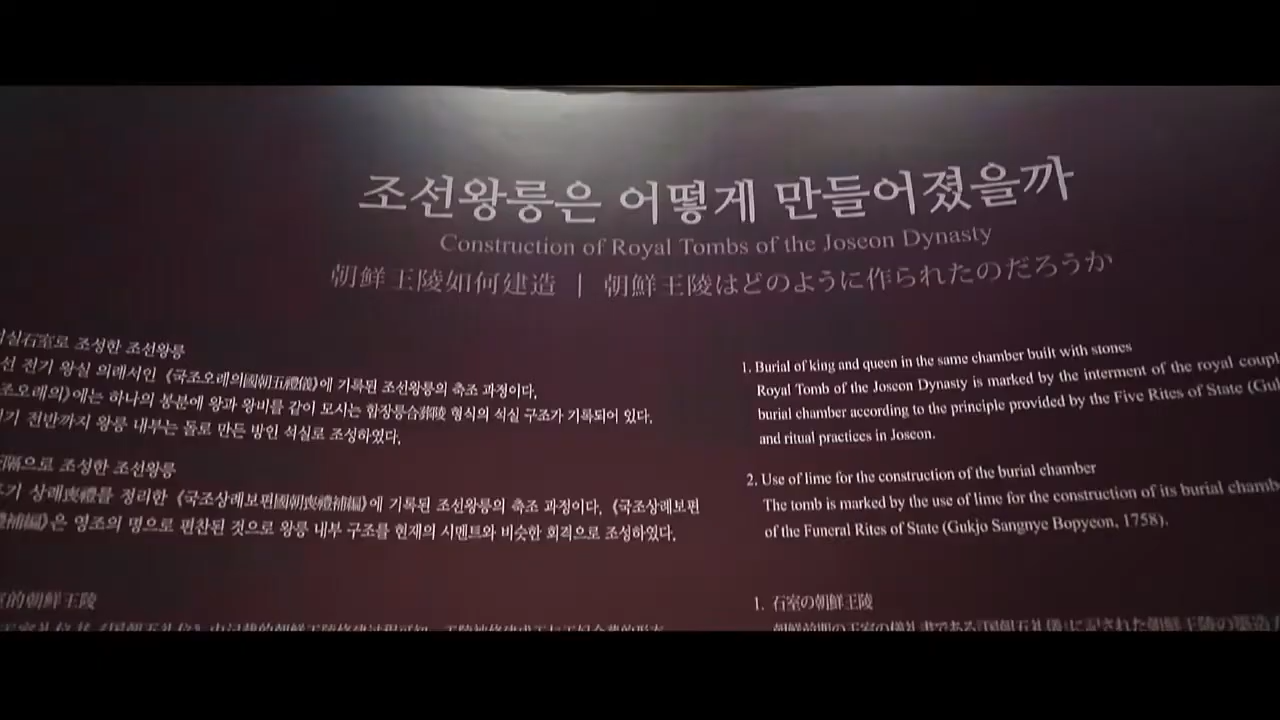 조선왕릉은 어떻게 만들어졌을까
Construction of Royal Tombs of the Joseon Dynasty
朝鮮王陵如何建造 | 朝鮮王陵はどのように作られたのだろうか
石室로 조성한 조선왕릉
전기 왕실 의례서인 《국조오례의國朝五禮儀》에 기록된 조선왕릉의 축조 과정이다.
조오례의》에는 하나의 봉분에 왕과 왕비를 같이 모시는 합장릉合葬陵 형식의 석실 구조가 기록되어 있다.
전반까지 왕릉 내부는 돌로 만든 방인 석실로 조성하였다.
으로 조성한 조선왕릉
상례喪禮를 정리한 《국조상례보편國朝喪禮補編》에 기록된 조선왕릉의 축조 과정이다. 《국조상례보편
禮補編》은 영조의 명으로 편찬된 것으로 왕릉 내부 구조를 현재의 시멘트와 비슷한 회격으로 조성하였다.
的朝鮮王陵
1. Burial of king and queen in the same chamber built with stones
Royal Tomb of the Joseon Dynasty is marked by the interment of the royal
burial chamber according to the principle provided by the Five Rites of State
and ritual practices in Joseon.
2. Use of lime for the construction of the burial chamber
The tomb is marked by the use of lime for the construction of its burial
of the Funeral Rites of State (Gukjo Sangnye Bopyeon, 1758).
1. 石室の朝鮮王陵